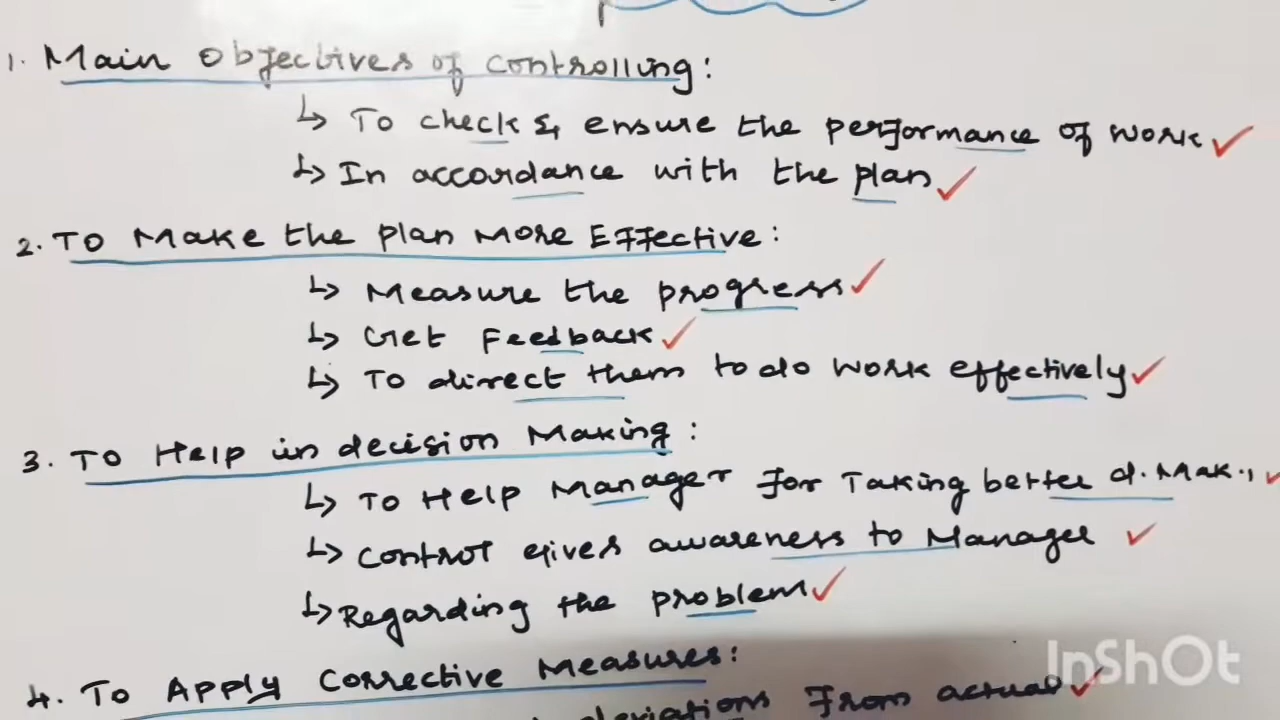 1. Main Objectives of controlling:
↳ To check & ensure the performance of work ✓
↳ In accordance with the plan ✓
2. To Make the plan More Effective:
↳ Measure the progress ✓
↳ Get Feedback ✓
↳ To direct them to do work effectively ✓
3. To Help in decision Making:
↳ To Help Manager for Taking better d. Mak., ✓
↳ Control gives awareness to Manager ✓
↳ Regarding the problem ✓
4. To Apply Corrective Measures:
deviations From actual ✓
InShOt